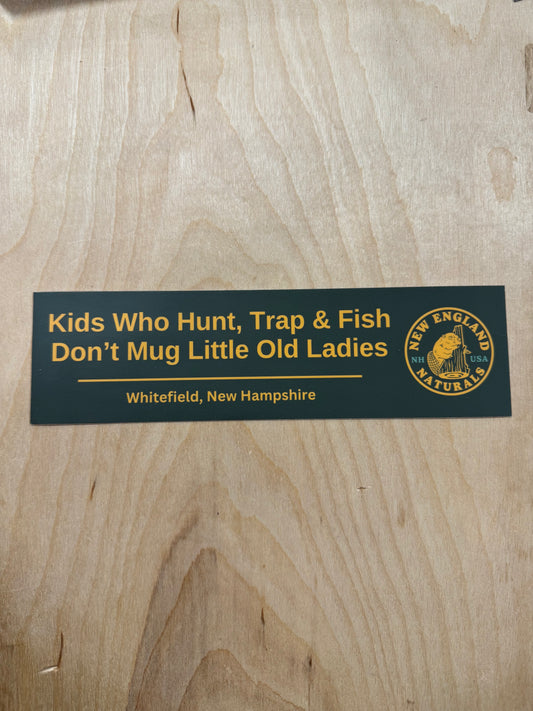 Kids Who Hunt, Trap & Fish
Don't Mug Little Old Ladies
Whitefield, New Hampshire
NEW ENGLAND
NH USA
NATURALS